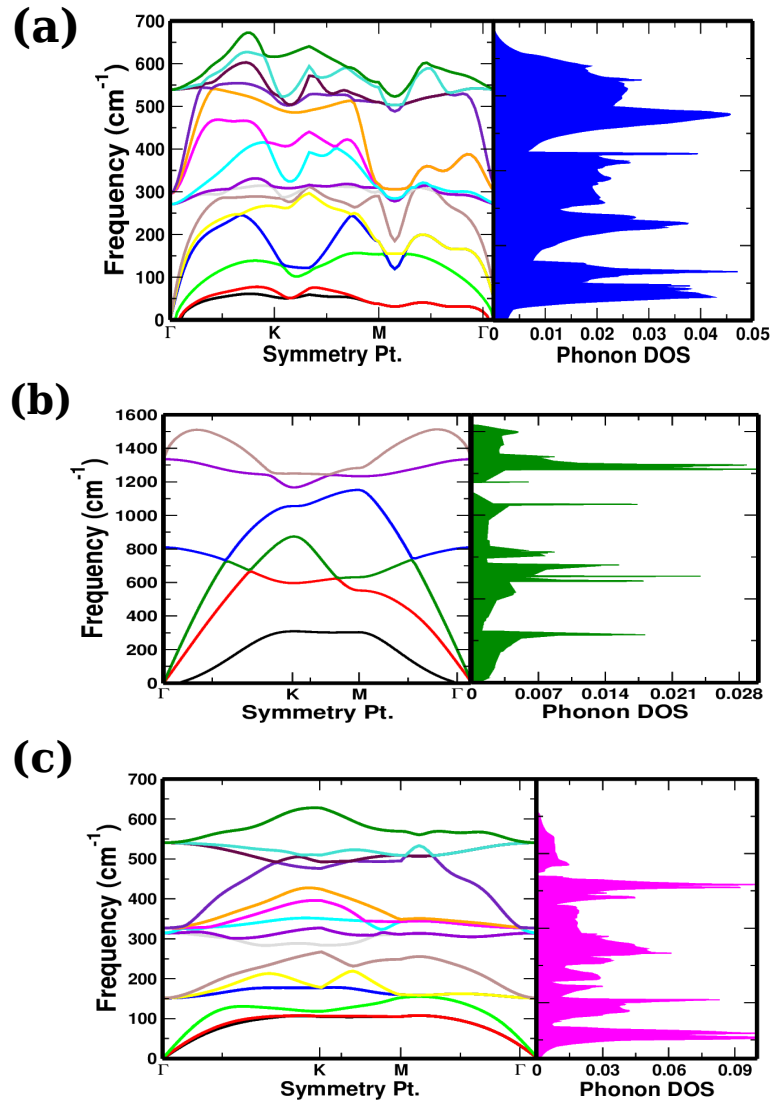 (a)
Frequency (cm-1)
700
600
500
400
300
200
100
0
Γ K M Γ
Symmetry Pt.
0 0.01 0.02 0.03 0.04 0.05
Phonon DOS
(b)
Frequency (cm-1)
1600
1400
1200
1000
800
600
400
200
0
Γ K M Γ
Symmetry Pt.
0 0.007 0.014 0.021 0.028
Phonon DOS
(c)
Frequency (cm-1)
700
600
500
400
300
200
100
0
Γ K M Γ
Symmetry Pt.
0 0.03 0.06 0.09
Phonon DOS